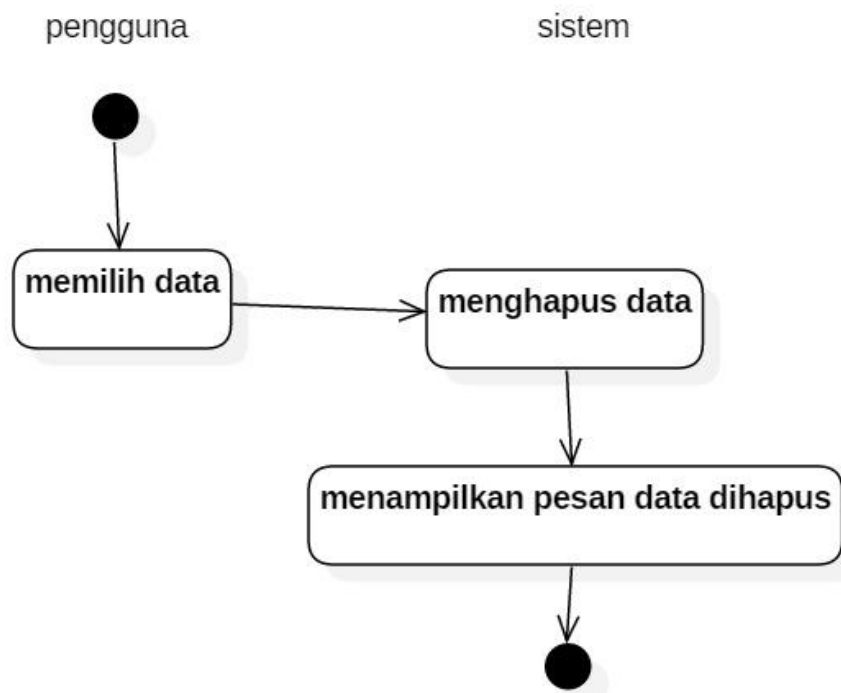 pengguna
sistem
memilih data
menghapus data
menampilkan pesan data dihapus